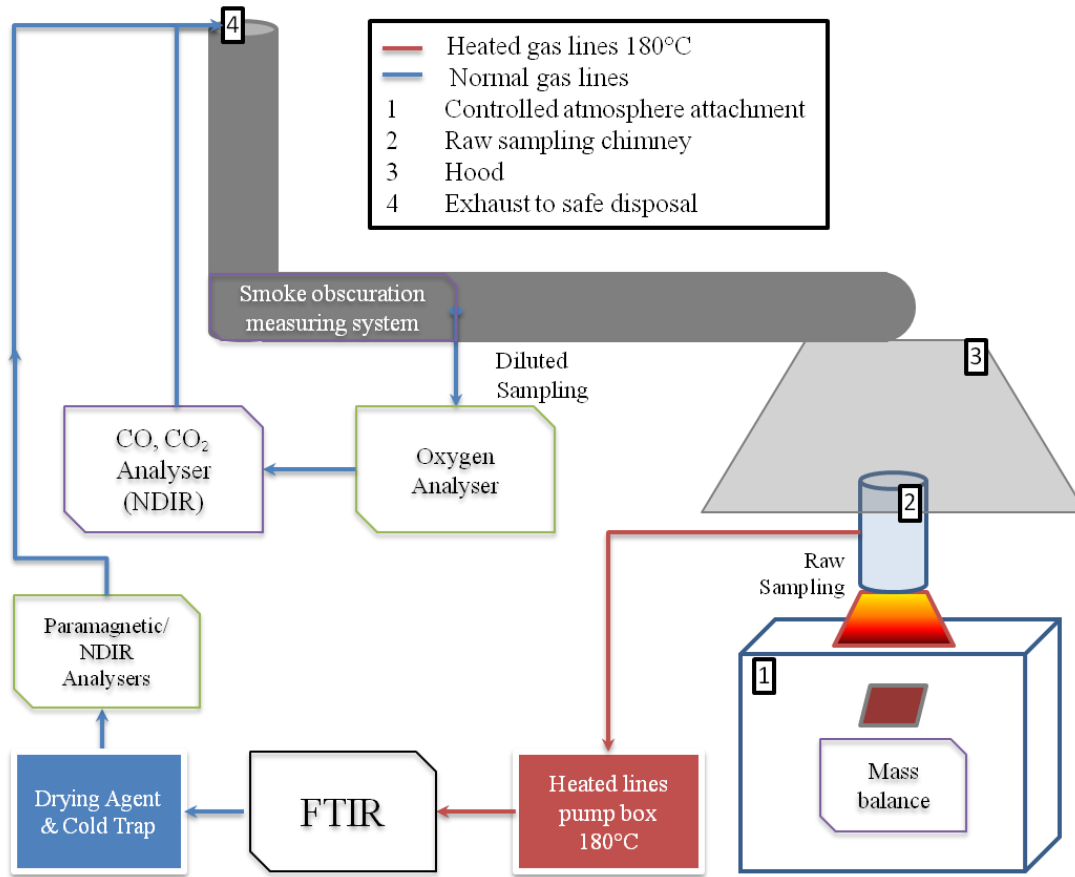 4
Heated gas lines 180°C
Normal gas lines
1 Controlled atmosphere attachment
2 Raw sampling chimney
3 Hood
4 Exhaust to safe disposal
Smoke obscuration
measuring system
3
Diluted
Sampling
CO, CO₂
Analyser
(NDIR)
Oxygen
Analyser
2
Raw
Sampling
Paramagnetic/
NDIR
Analysers
1
Mass
balance
Drying Agent
& Cold Trap
FTIR
Heated lines
pump box
180°C